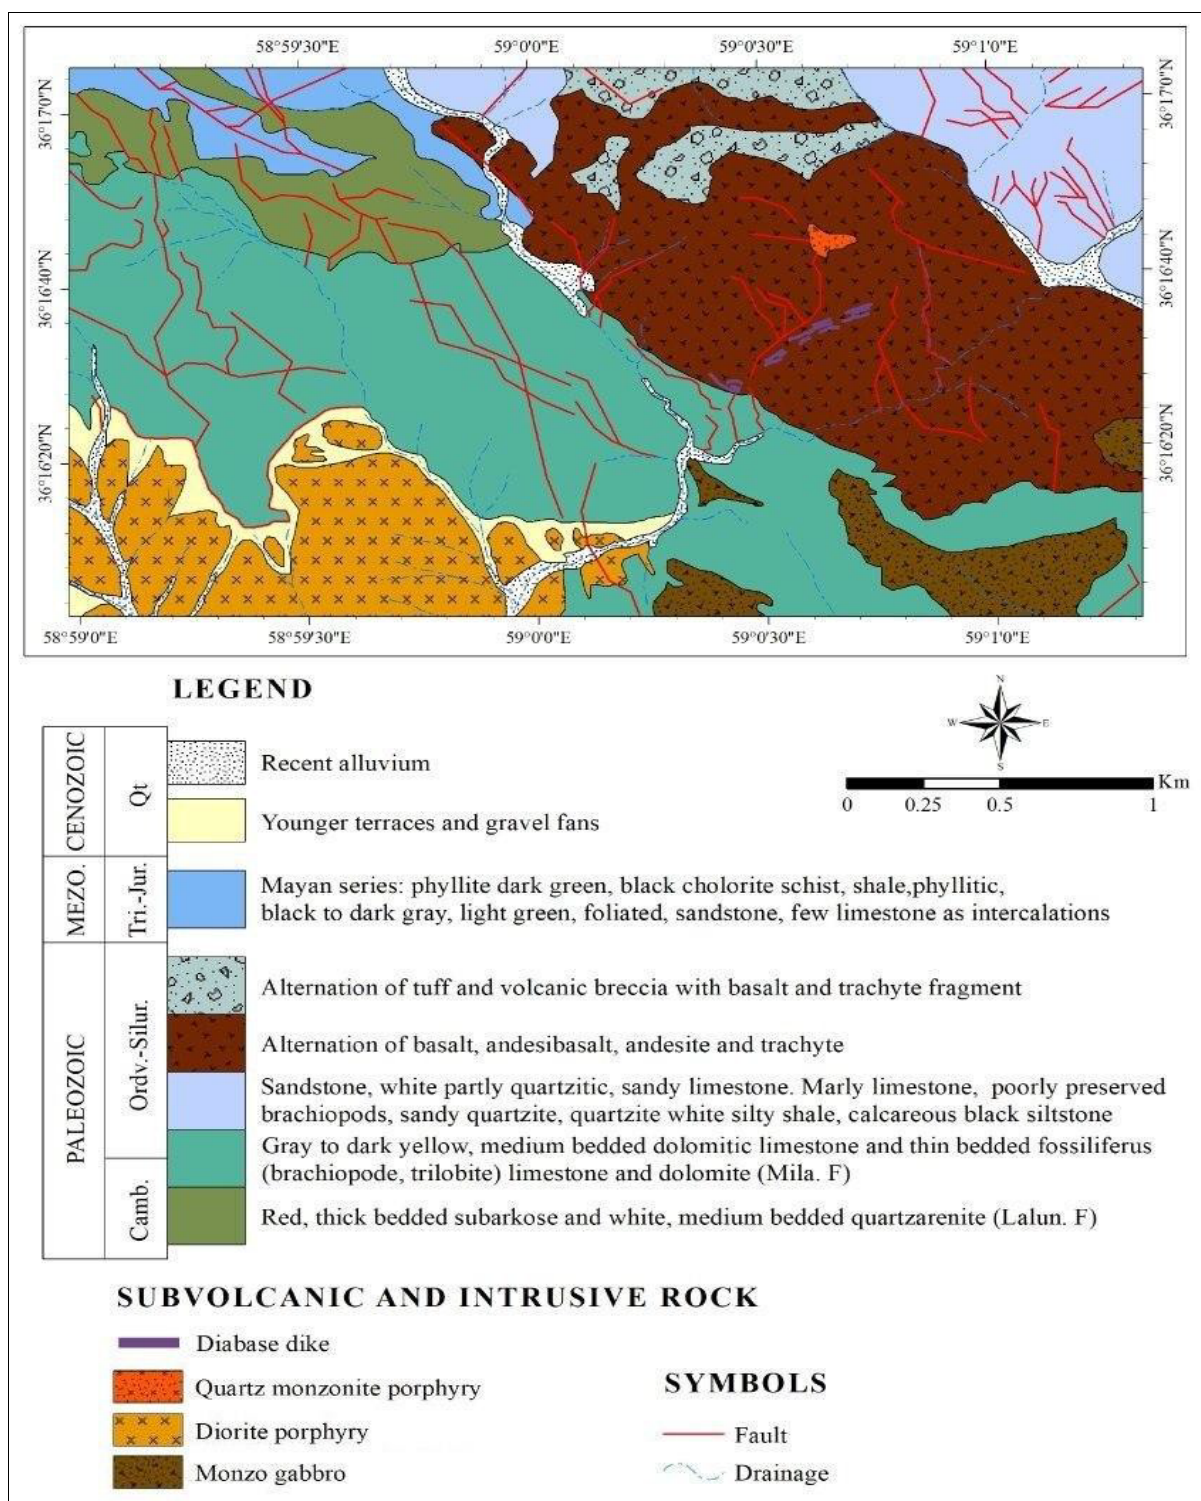 58°59'30"E 59°0'0"E 59°0'30"E 59°1'0"E
36°17'0"N 36°17'0"N
36°16'40"N 36°16'40"N
36°16'20"N 36°16'20"N
58°59'0"E 58°59'30"E 59°0'0"E 59°0'30"E 59°1'0"E
LEGEND
N
W E
S
Km
0 0.25 0.5 1
CENOZOIC
Qt
Recent alluvium
Younger terraces and gravel fans
MEZO.
Tri.-Jur.
Mayan series: phyllite dark green, black cholorite schist, shale,phyllitic,
black to dark gray, light green, foliated, sandstone, few limestone as intercalations
PALEOZOIC
Ordv.-Silur.
Alternation of tuff and volcanic breccia with basalt and trachyte fragment
Alternation of basalt, andesibasalt, andesite and trachyte
Sandstone, white partly quartzitic, sandy limestone. Marly limestone, poorly preserved
brachiopods, sandy quartzite, quartzite white silty shale, calcareous black siltstone
Gray to dark yellow, medium bedded dolomitic limestone and thin bedded fossiliferus
(brachiopode, trilobite) limestone and dolomite (Mila. F)
Camb.
Red, thick bedded subarkose and white, medium bedded quartzarenite (Lalun. F)
SUBVOLCANIC AND INTRUSIVE ROCK
Diabase dike
Quartz monzonite porphyry
Diorite porphyry
Monzo gabbro
SYMBOLS
Fault
Drainage